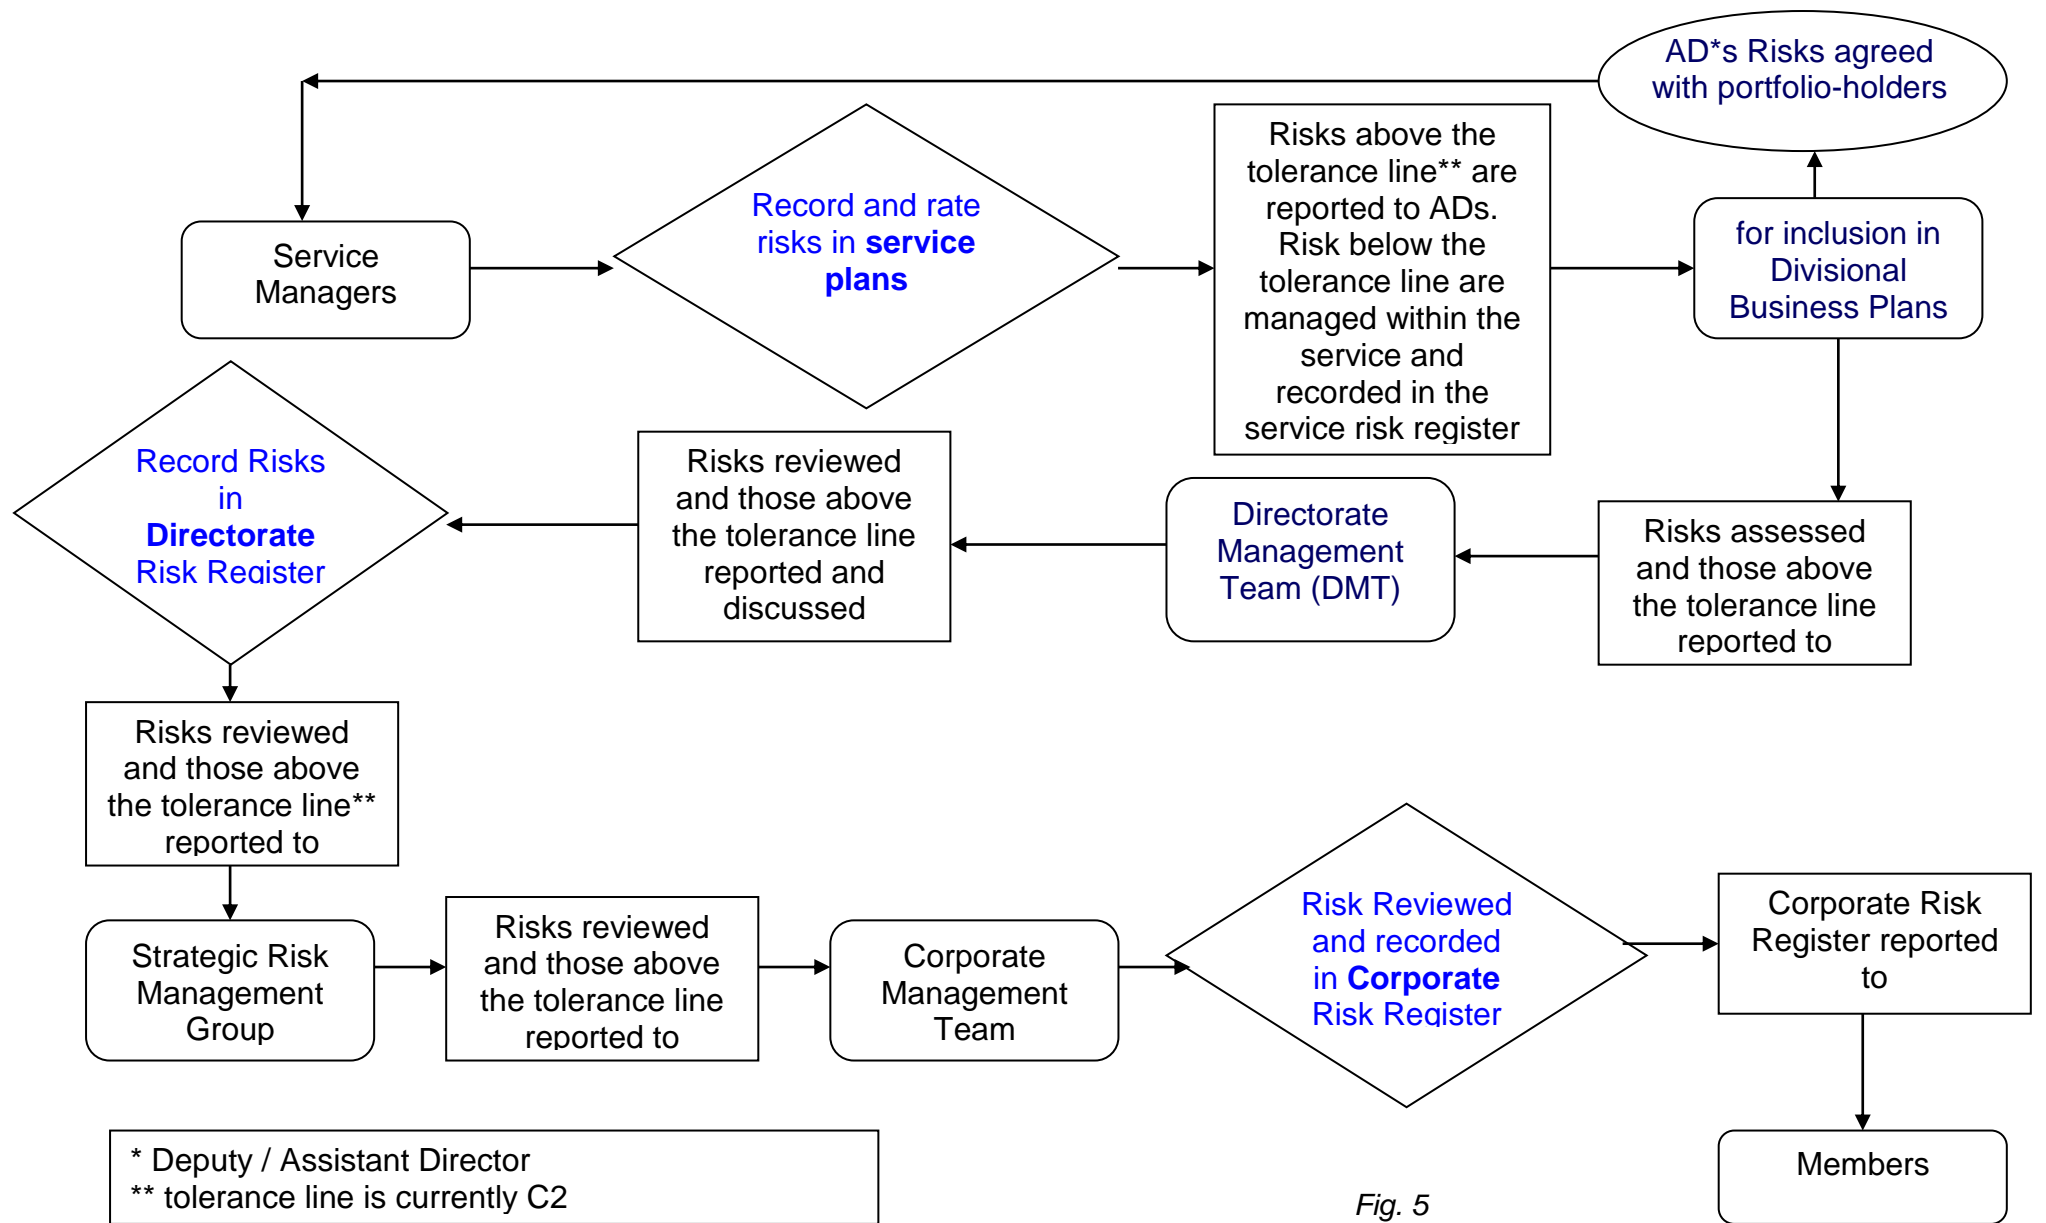 AD*s Risks agreed
with portfolio-holders
Service
Managers
Record and rate
risks in service
plans
Risks above the
tolerance line** are
reported to ADs.
Risk below the
tolerance line are
managed within the
service and
recorded in the
service risk register
for inclusion in
Divisional
Business Plans
Record Risks
in
Directorate
Risk Register
Risks reviewed
and those above
the tolerance line
reported and
discussed
Directorate
Management
Team (DMT)
Risks assessed
and those above
the tolerance line
reported to
Risks reviewed
and those above
the tolerance line**
reported to
Strategic Risk
Management
Group
Risks reviewed
and those above
the tolerance line
reported to
Corporate
Management
Team
Risk Reviewed
and recorded
in Corporate
Risk Register
Corporate Risk
Register reported
to
Members
* Deputy / Assistant Director
** tolerance line is currently C2
Fig. 5